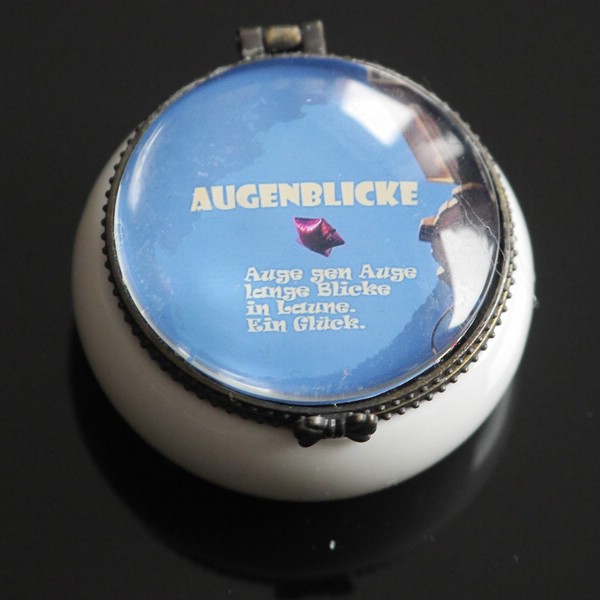 AUGENBLICKE
Auge gen Auge
lange Blicke
in Laune.
Ein Glück.